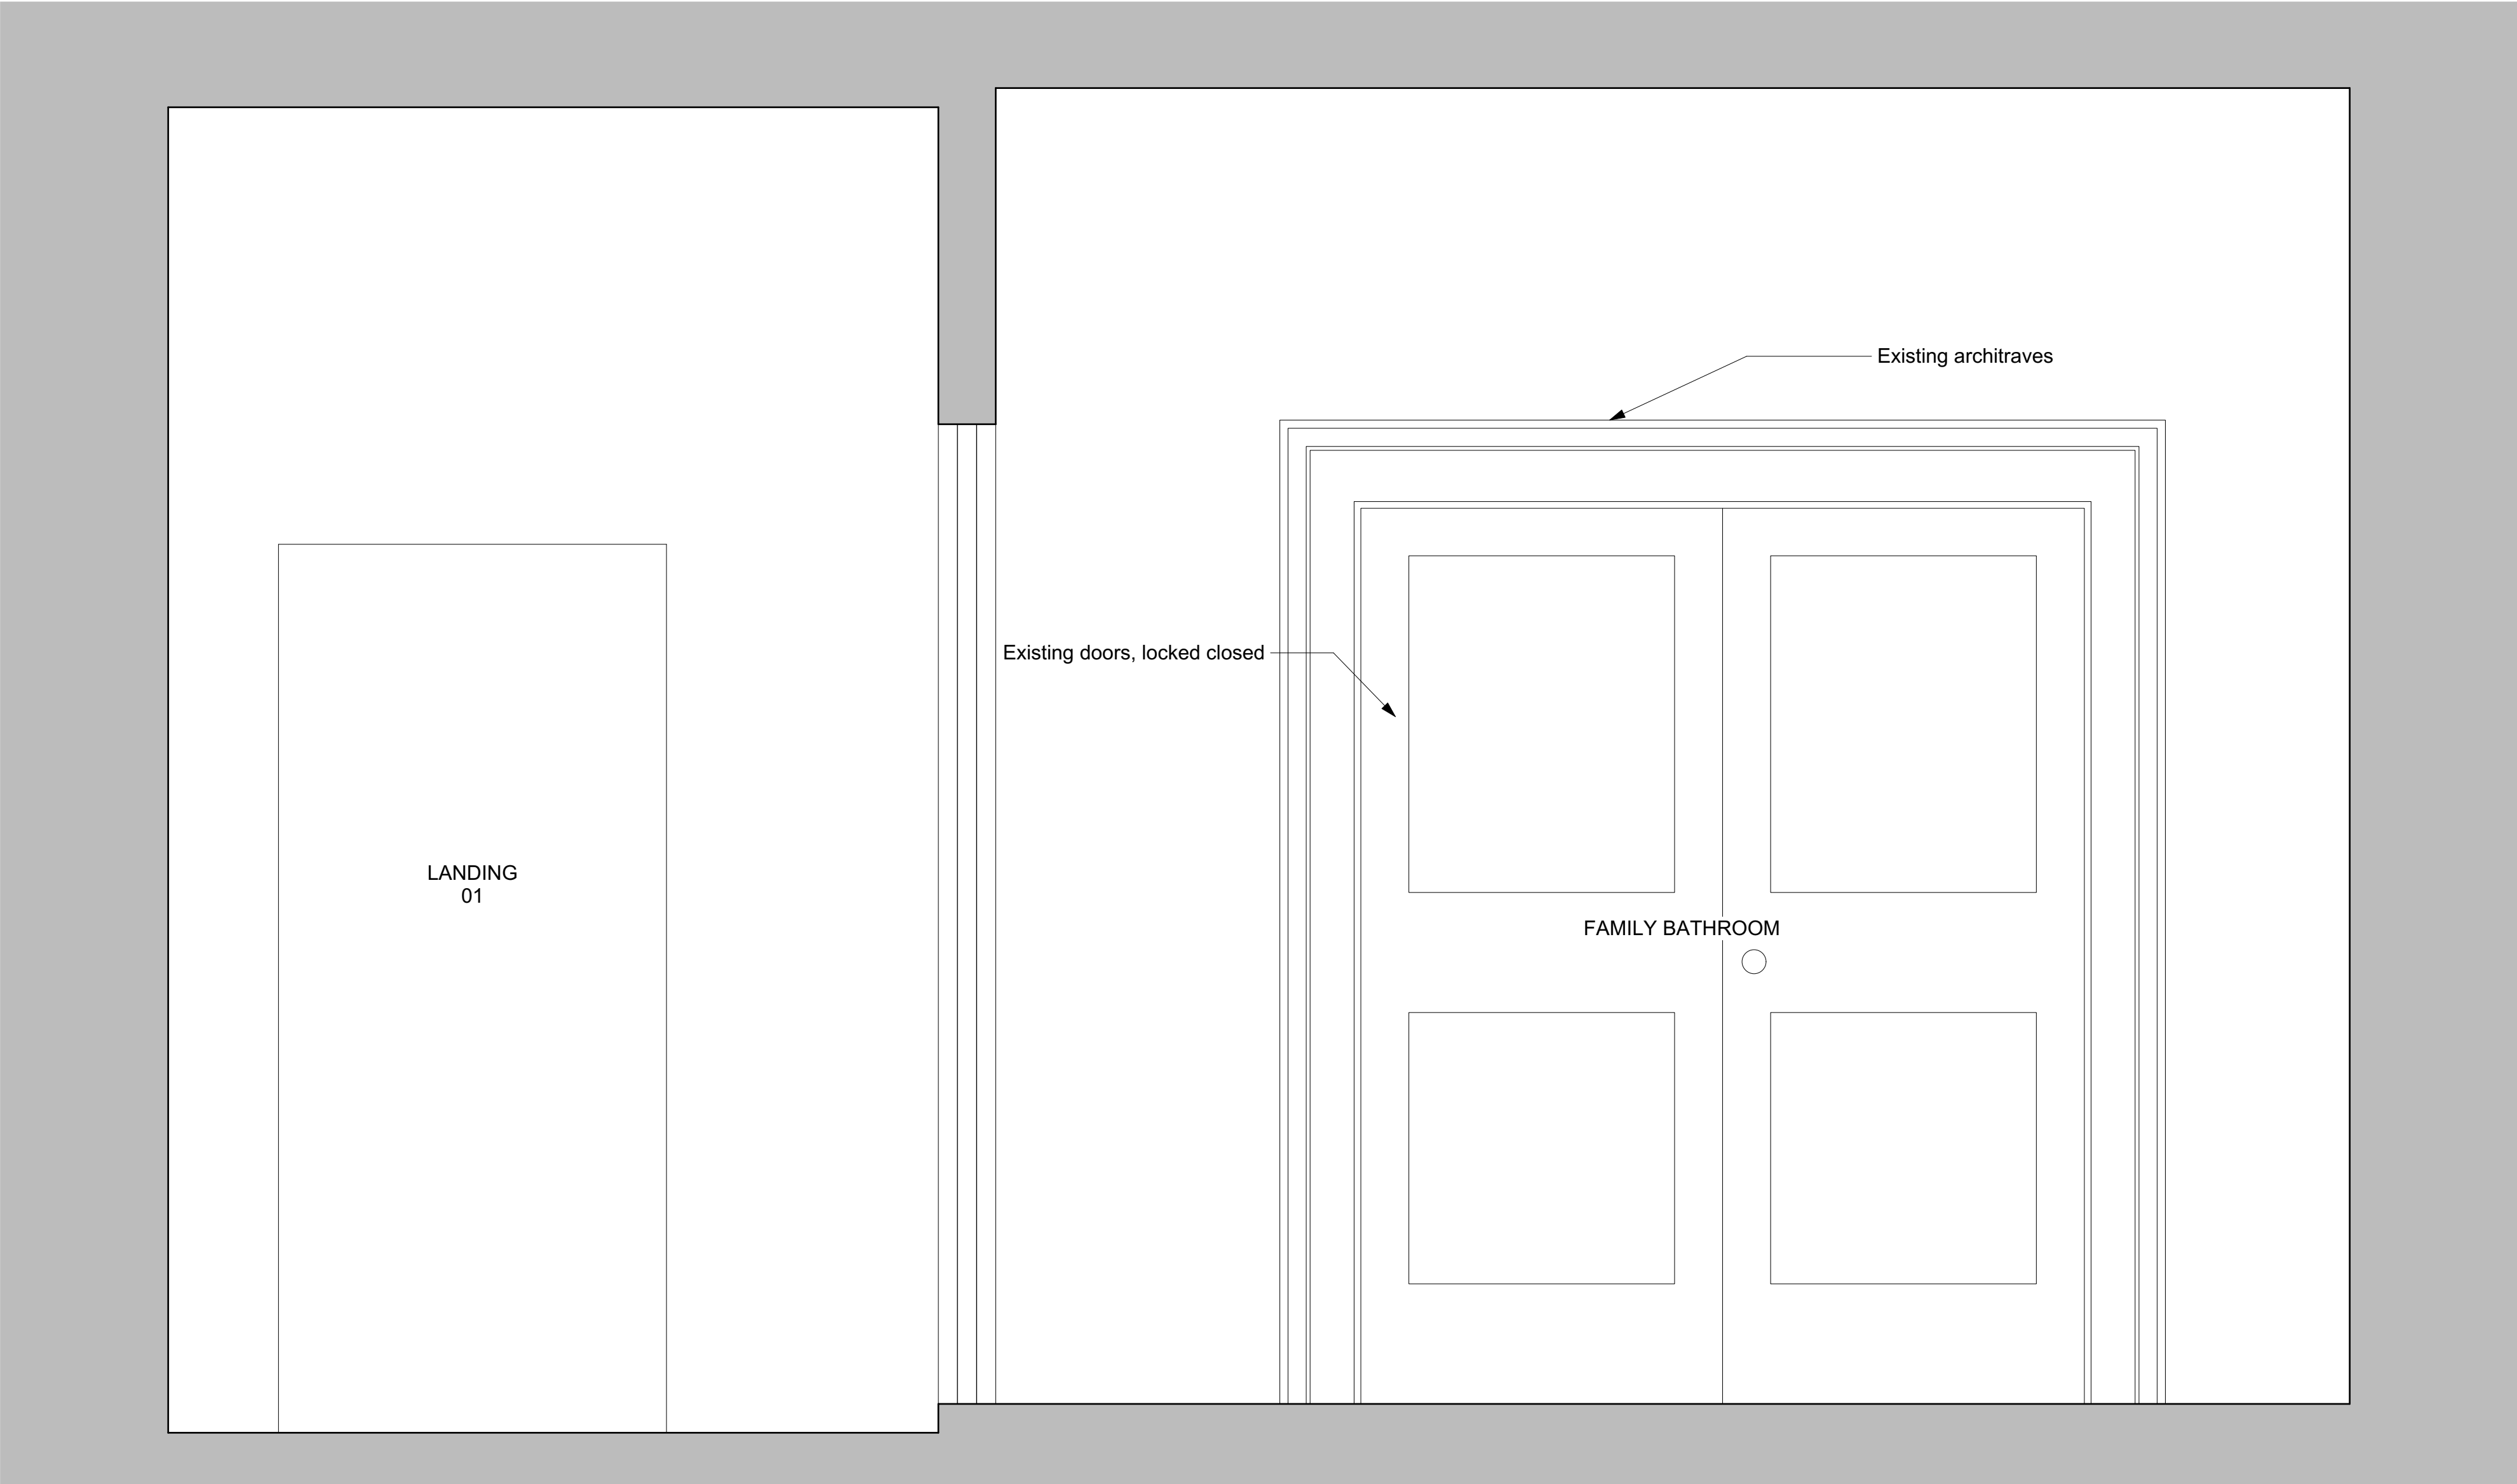 Existing architraves
Existing doors, locked closed
LANDING
01
FAMILY BATHROOM